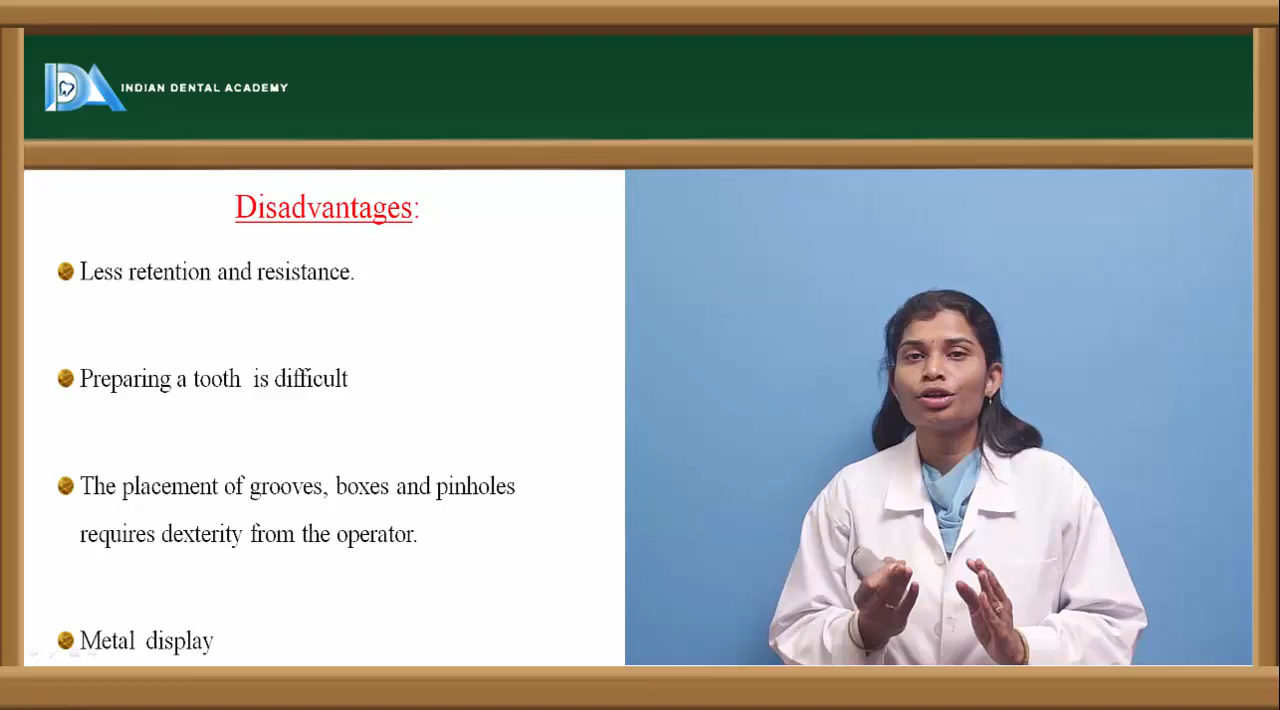 INDIAN DENTAL ACADEMY
Disadvantages:
Less retention and resistance.
Preparing a tooth is difficult
The placement of grooves, boxes and pinholes
requires dexterity from the operator.
Metal display